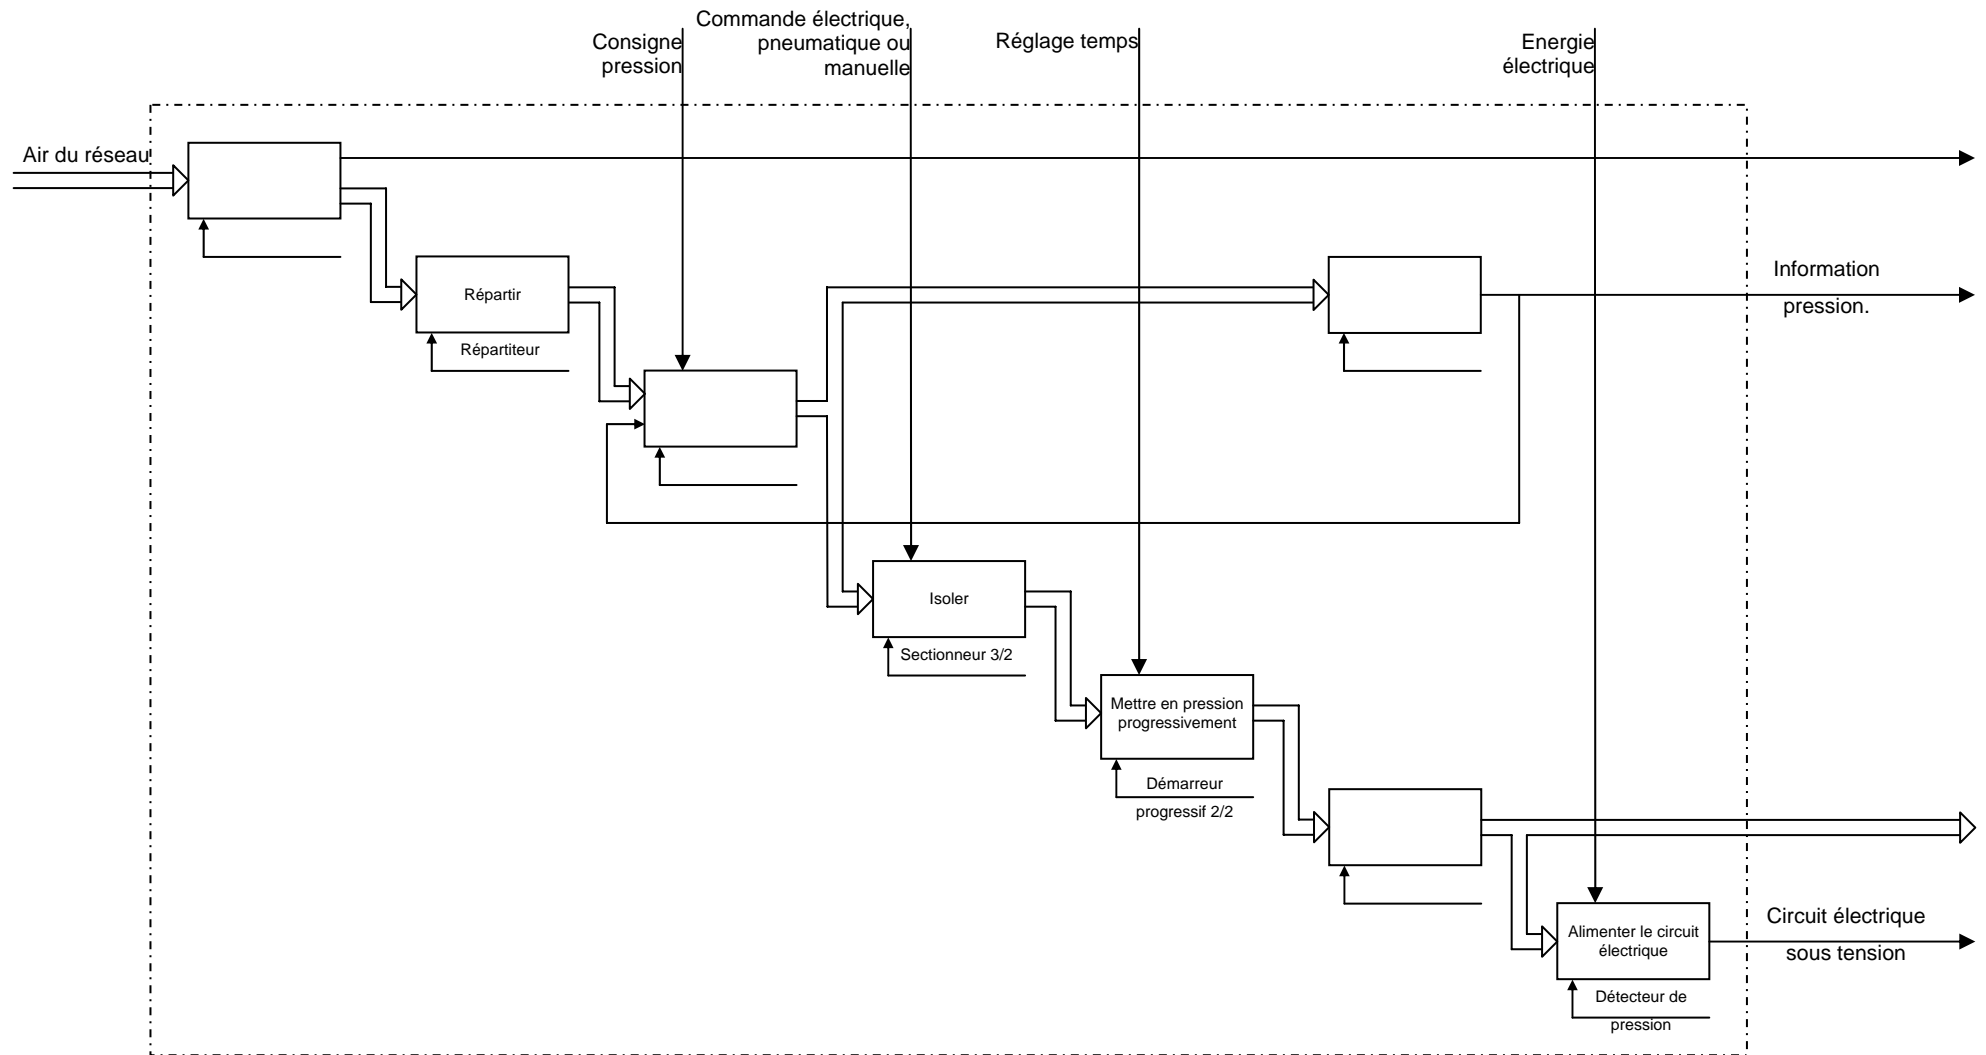 Commande électrique,
pneumatique ou
manuelle
Consigne
pression
Réglage temps
Energie
électrique
Air du réseau
Information
pression.
Répartir
Répartiteur
Isoler
Sectionneur 3/2
Mettre en pression
progressivement
Démarreur
progressif 2/2
Circuit électrique
sous tension
Alimenter le circuit
électrique
Détecteur de
pression